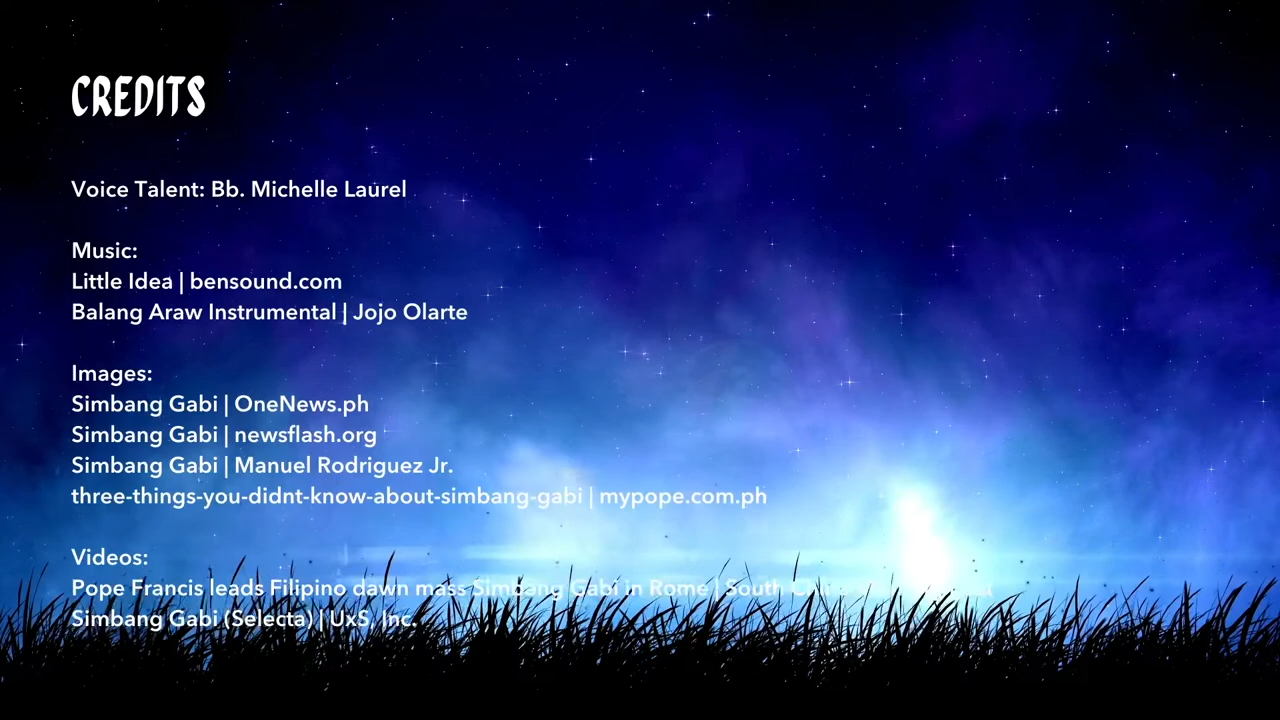 CREDITS
Voice Talent: Bb. Michelle Laurel
Music:
Little Idea | bensound.com
Balang Araw Instrumental | Jojo Olarte
Images:
Simbang Gabi | OneNews.ph
Simbang Gabi | newsflash.org
Simbang Gabi | Manuel Rodriguez Jr.
three-things-you-didnt-know-about-simbang-gabi | mypope.com.ph
Videos:
Pope Francis leads Filipino dawn mass Simbang Gabi in Rome | South
Simbang Gabi (Selecta) | UxS, Inc.